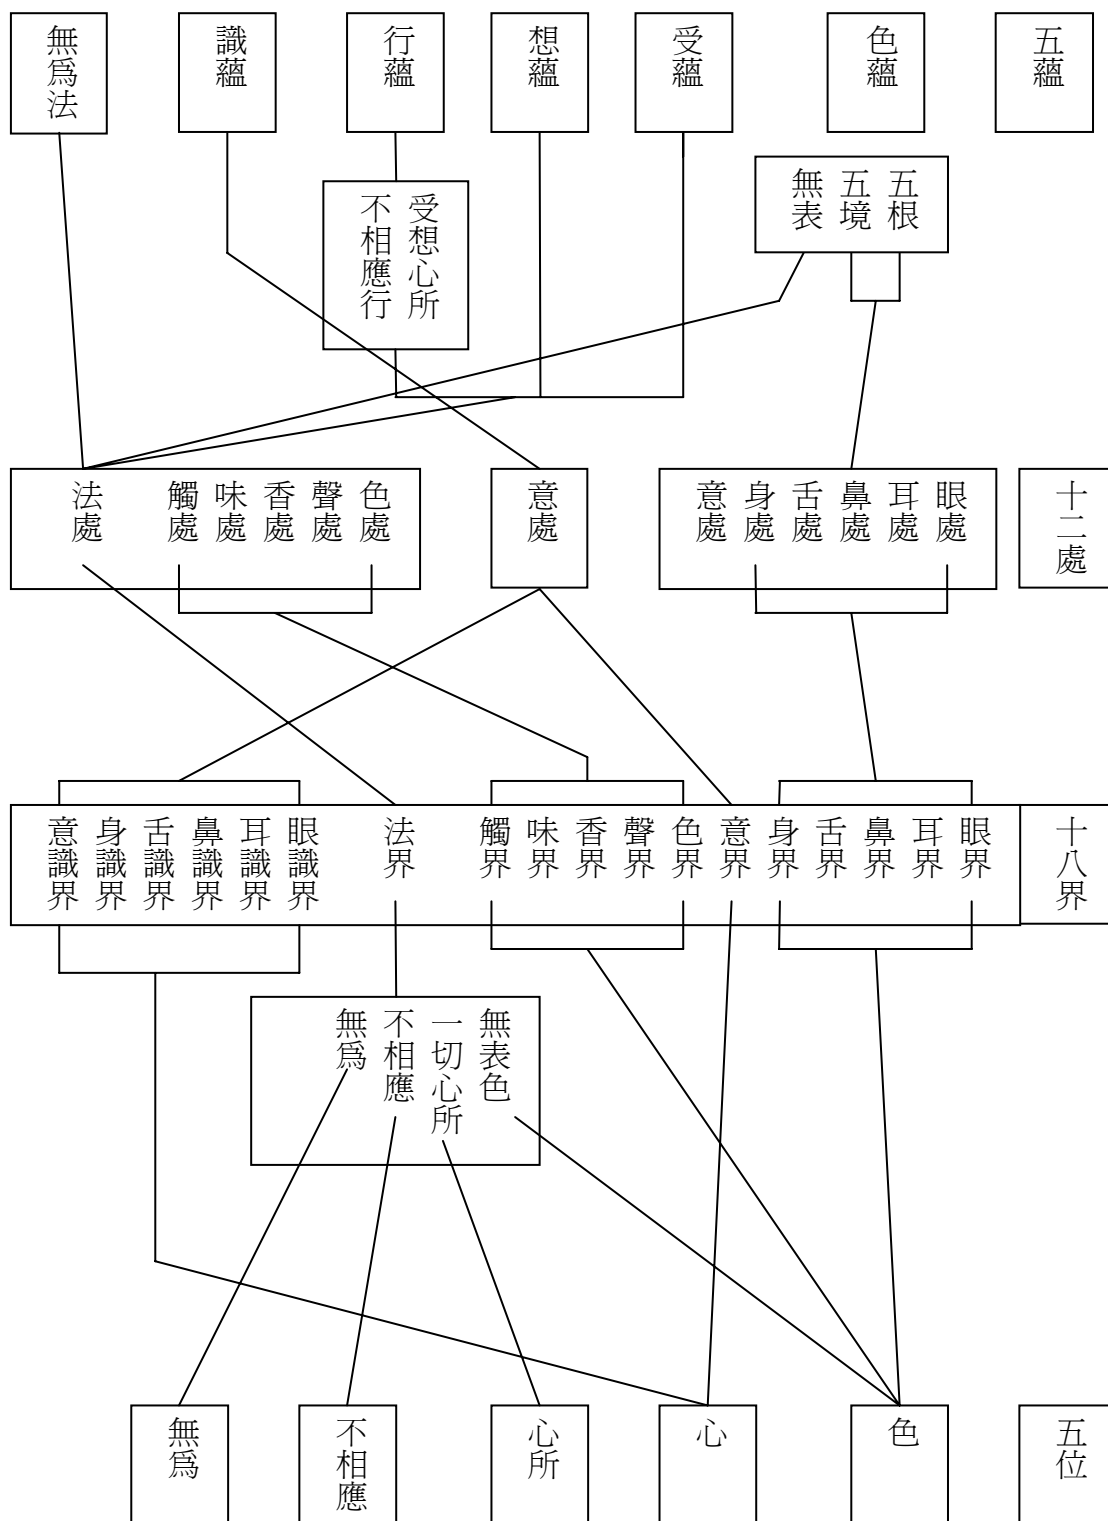 五蘊
色蘊
受蘊
想蘊
行蘊
識蘊
無爲法
五根
五境
無表
受想心所
不相應行
十二處
眼處
耳處
鼻處
舌處
身處
意處
意處
色處
聲處
香處
味處
觸處
法處
十八界
眼界
耳界
鼻界
舌界
身界
意界
色界
聲界
香界
味界
觸界
法界
眼識界
耳識界
鼻識界
舌識界
身識界
意識界
無表色
一切心所
不相應
無爲
五位
色
心
心所
不相應
無爲